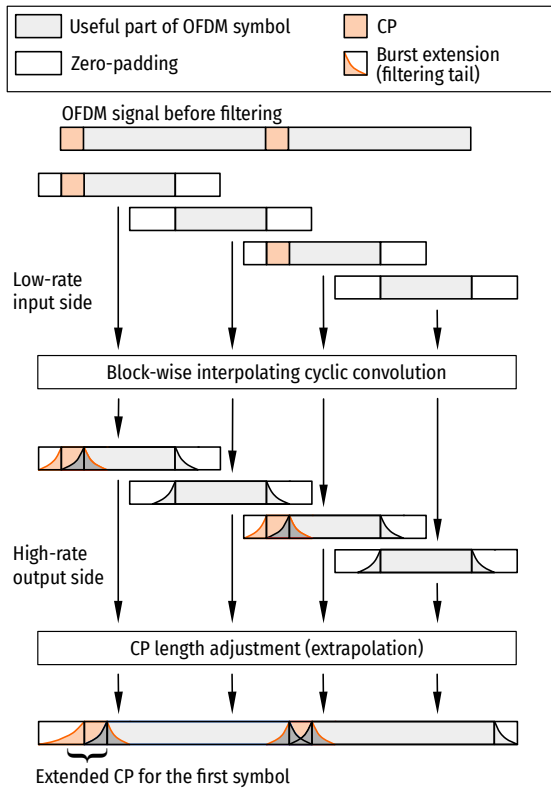 Useful part of OFDM symbol
CP
Zero-padding
Burst extension
(filtering tail)
OFDM signal before filtering
Low-rate
input side
Block-wise interpolating cyclic convolution
High-rate
output side
CP length adjustment (extrapolation)
Extended CP for the first symbol